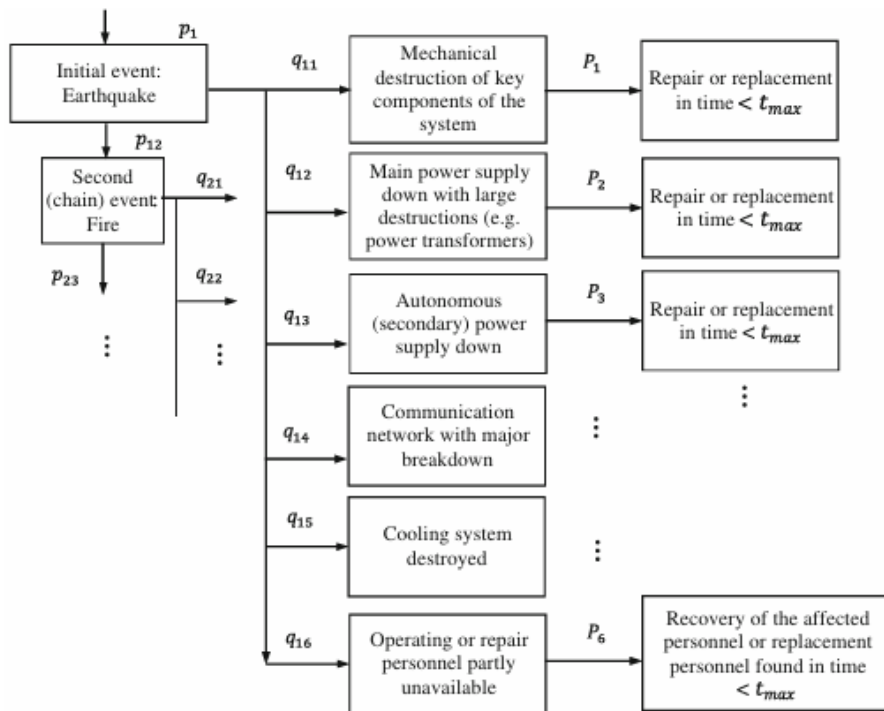 p₁
Initial event:
Earthquake
q₁₁
Mechanical
destruction of key
components of the
system
P₁
Repair or replacement
in time < tₘₐₓ
p₁₂
Second
(chain) event:
Fire
q₂₁
q₁₂
Main power supply
down with large
destructions (e.g.
power transformers)
P₂
Repair or replacement
in time < tₘₐₓ
p₂₃
q₂₂
q₁₃
Autonomous
(secondary) power
supply down
P₃
Repair or replacement
in time < tₘₐₓ
q₁₄
Communication
network with major
breakdown
q₁₅
Cooling system
destroyed
q₁₆
Operating or repair
personnel partly
unavailable
P₆
Recovery of the affected
personnel or replacement
personnel found in time
< tₘₐₓ